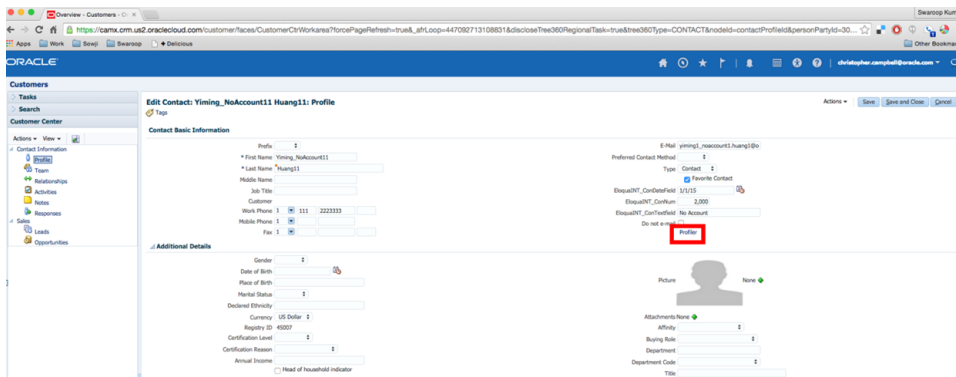 Overview - Customers - O
Swaroop Kum
https://camx.crm.us2.oraclecloud.com/customer/faces/CustomerCtrWorkarea?forcePageRefresh=true&_afrLoop=447092713108831&discloseTree360RegionalTask=true&tree360Type=CONTACT&nodeId=contactProfileId&personPartyId=30...
Apps Work Bowji Swaroop + Delicious Other Bookmar
ORACLE
christopher.campbell@oracle.com
Customers
Tasks
Search
Customer Center
Actions View
Contact Information
Profile
Team
Relationships
Activities
Notes
Responses
Sales
Leads
Opportunities
Edit Contact: Yiming_NoAccount11 Huang11: Profile
Actions Save Save and Close Cancel
Tags
Contact Basic Information
Prefix
* First Name Yiming_NoAccount11
* Last Name Huang11
Middle Name
Job Title
Customer
Work Phone 1 111 2223333
Mobile Phone 1
Fax 1
E-Mail yiming1_noaccount1.huang1@o
Preferred Contact Method
Type Contact
Favorite Contact
EloquaINT_ConDateField 1/1/15
EloquaINT_ConNum 2,000
EloquaINT_ConTextfield No Account
Do not e-mail
Profiler
Additional Details
Gender
Date of Birth
Place of Birth
Marital Status
Declared Ethnicity
Currency US Dollar
Registry ID 45007
Certification Level
Certification Reason
Annual Income
Head of household indicator
Picture None
Attachments None
Affinity
Buying Role
Department
Department Code
Title